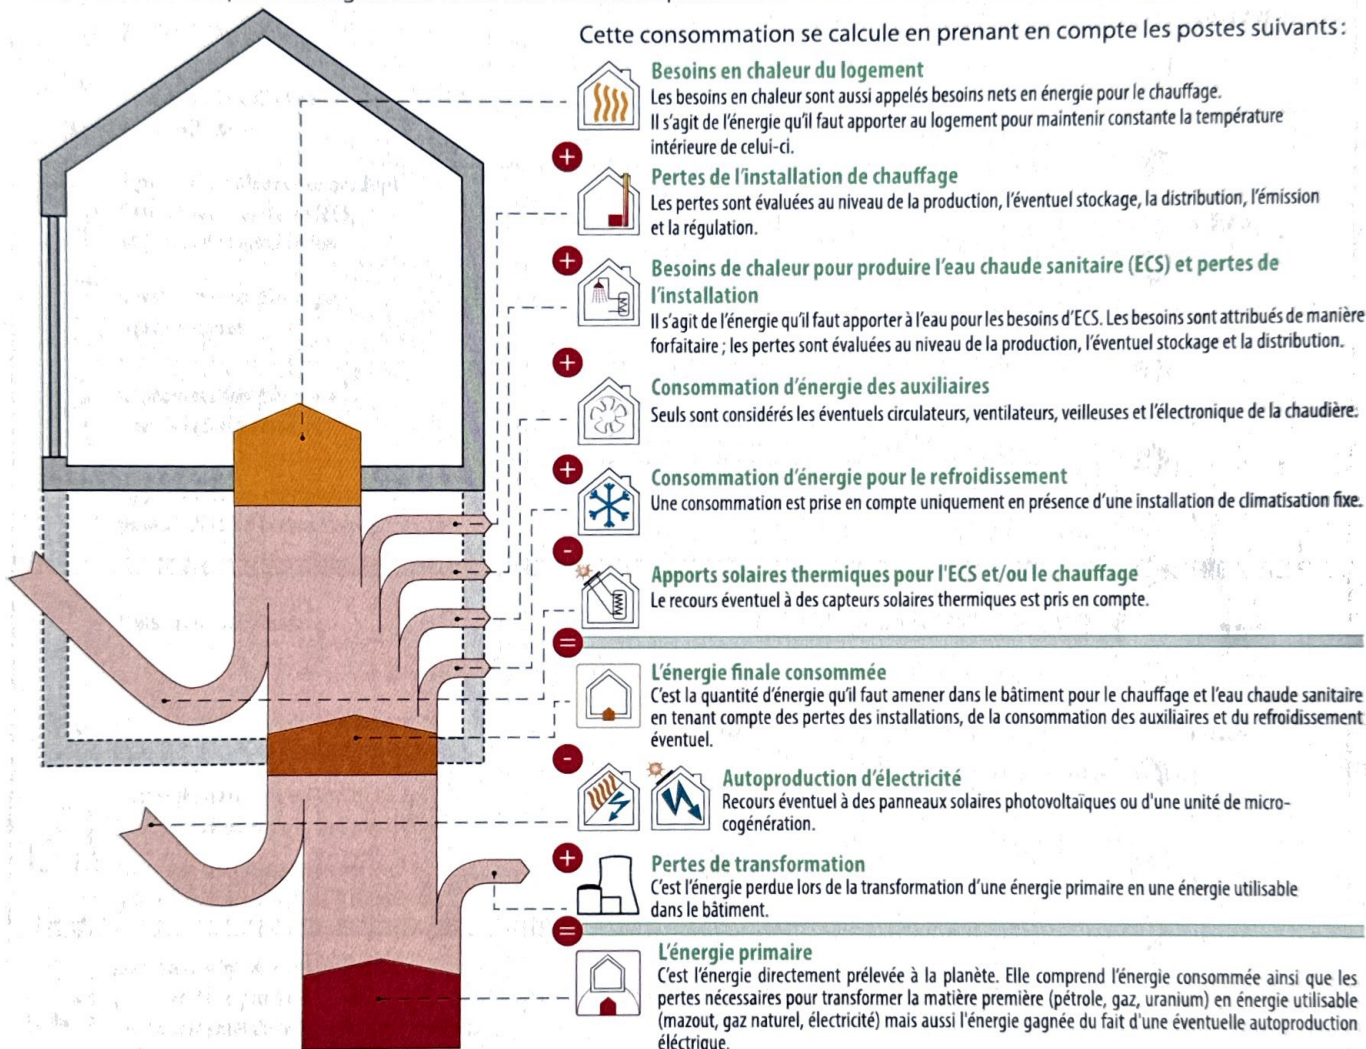 Cette consommation se calcule en prenant en compte les postes suivants :
Besoins en chaleur du logement
Les besoins en chaleur sont aussi appelés besoins nets en énergie pour le chauffage.
Il s'agit de l'énergie qu'il faut apporter au logement pour maintenir constante la température
intérieure de celui-ci.
+
Pertes de l'installation de chauffage
Les pertes sont évaluées au niveau de la production, l'éventuel stockage, la distribution, l'émission
et la régulation.
+
Besoins de chaleur pour produire l'eau chaude sanitaire (ECS) et pertes de
l'installation
Il s'agit de l'énergie qu'il faut apporter à l'eau pour les besoins d'ECS. Les besoins sont attribués de manière
forfaitaire ; les pertes sont évaluées au niveau de la production, l'éventuel stockage et la distribution.
+
Consommation d'énergie des auxiliaires
Seuls sont considérés les éventuels circulateurs, ventilateurs, veilleuses et l'électronique de la chaudière.
+
Consommation d'énergie pour le refroidissement
Une consommation est prise en compte uniquement en présence d'une installation de climatisation fixe.
-
Apports solaires thermiques pour l'ECS et/ou le chauffage
Le recours éventuel à des capteurs solaires thermiques est pris en compte.
=
L'énergie finale consommée
C'est la quantité d'énergie qu'il faut amener dans le bâtiment pour le chauffage et l'eau chaude sanitaire
en tenant compte des pertes des installations, de la consommation des auxiliaires et du refroidissement
éventuel.
-
Autoproduction d'électricité
Recours éventuel à des panneaux solaires photovoltaïques ou d'une unité de micro-
cogénération.
+
Pertes de transformation
C'est l'énergie perdue lors de la transformation d'une énergie primaire en une énergie utilisable
dans le bâtiment.
=
L'énergie primaire
C'est l'énergie directement prélevée à la planète. Elle comprend l'énergie consommée ainsi que les
pertes nécessaires pour transformer la matière première (pétrole, gaz, uranium) en énergie utilisable
(mazout, gaz naturel, électricité) mais aussi l'énergie gagnée du fait d'une éventuelle autoproduction
éléctrique.